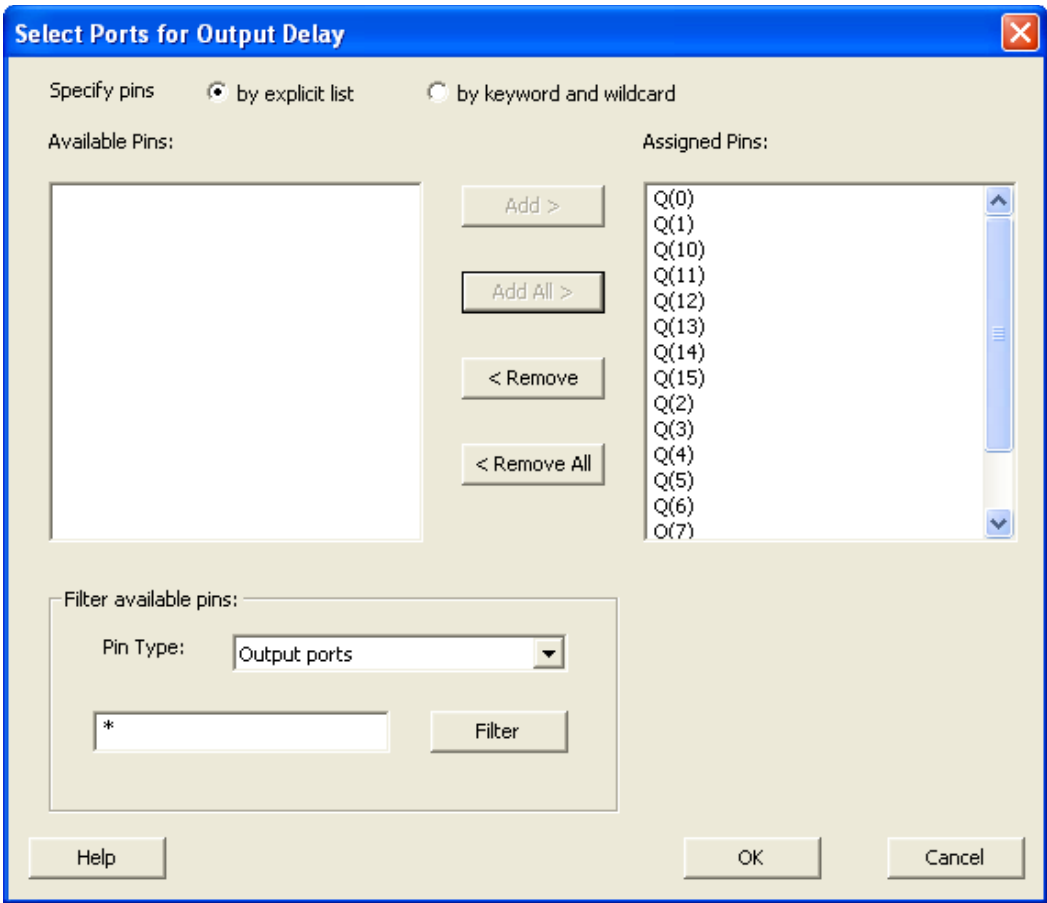 Select Ports for Output Delay
Specify pins by explicit list by keyword and wildcard
Available Pins: Assigned Pins:
Add >
Add All >
< Remove
< Remove All
Q(0)
Q(1)
Q(10)
Q(11)
Q(12)
Q(13)
Q(14)
Q(15)
Q(2)
Q(3)
Q(4)
Q(5)
Q(6)
Q(7)
Filter available pins:
Pin Type: Output ports
* Filter
Help OK Cancel